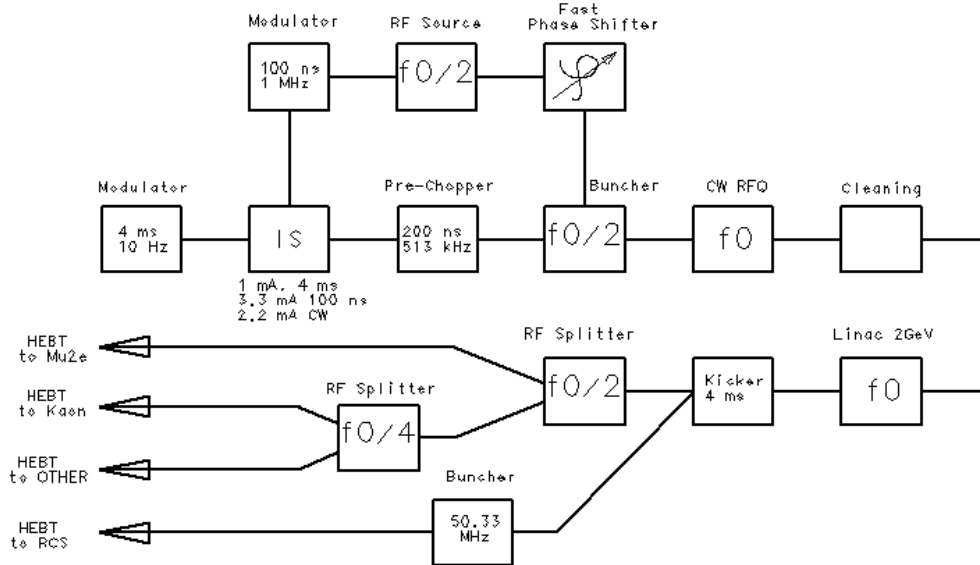 Modulator
RF Source
Fast
Phase Shifter
100 ns
1 MHz
f0/2
Modulator
Pre-Chopper
Buncher
CW RFQ
Cleaning
4 ms
10 Hz
IS
200 ns
513 kHz
f0/2
f0
1 mA, 4 ms
3.3 mA 100 ns
2.2 mA CW
HEBT
to Mu2e
RF Splitter
Linac 2GeV
f0/2
Kicker
4 ms
f0
HEBT
to Kaon
RF Splitter
f0/4
HEBT
to OTHER
Buncher
50.33
MHz
HEBT
to RCS